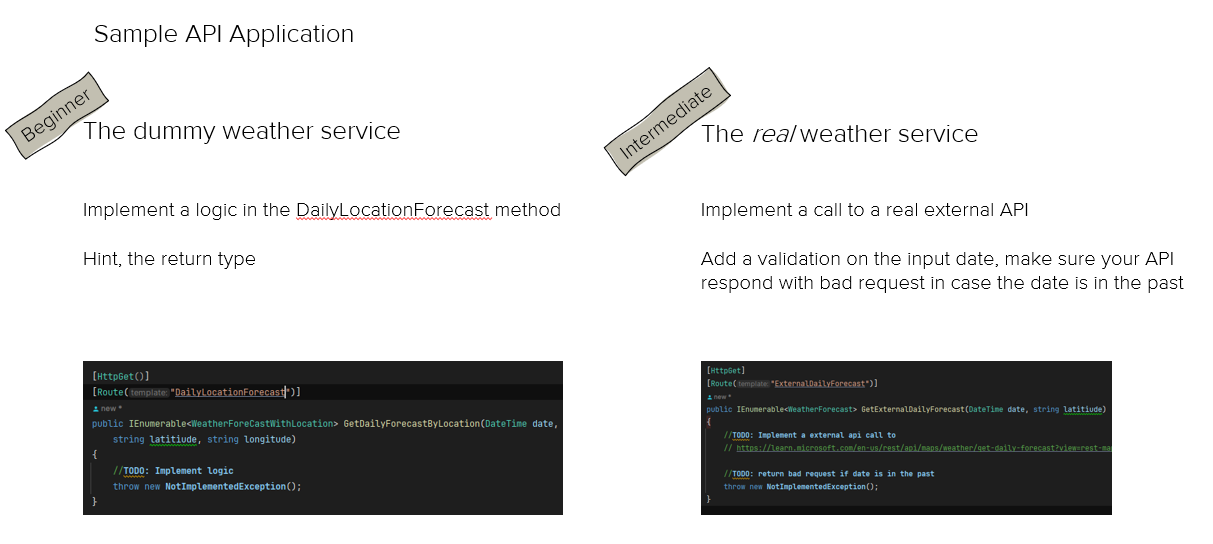 Sample API Application
Beginner
The dummy weather service
Implement a logic in the DailyLocationForecast method
Hint, the return type
[HttpGet()]
[Route(template: "DailyLocationForecast")]
new *
public IEnumerable<WeatherForeCastWithLocation> GetDailyForecastByLocation(DateTime date,
string latitiude, string longitude)
{
//TODO: Implement logic
throw new NotImplementedException();
}
Intermediate
The real weather service
Implement a call to a real external API
Add a validation on the input date, make sure your API
respond with bad request in case the date is in the past
[HttpGet]
[Route(template: "ExternalDailyForecast")]
new *
public IEnumerable<WeatherForecast> GetExternalDailyForecast(DateTime date, string latitiude)
{
//TODO: Implement a external api call to
// https://learn.microsoft.com/en-us/rest/api/maps/weather/get-daily-forecast?view=rest-ma
//TODO: return bad request if date is in the past
throw new NotImplementedException();
}